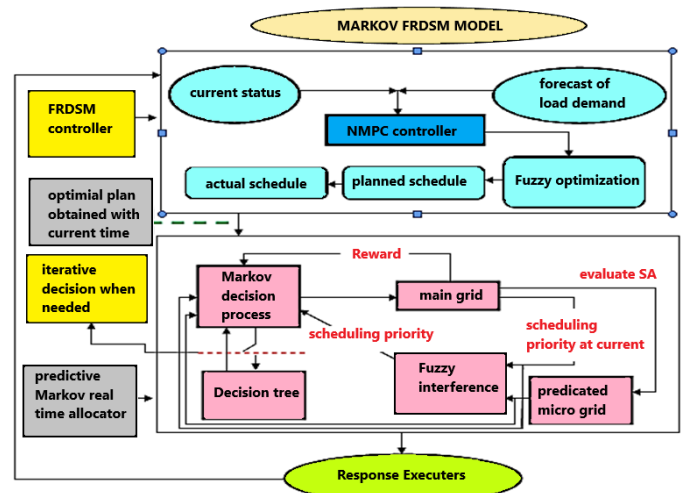 MARKOV FRDSM MODEL
current status
forecast of
load demand
FRDSM
controller
NMPC controller
actual schedule
planned schedule
Fuzzy optimization
optimial plan
obtained with
current time
Reward
evaluate SA
iterative
decision when
needed
Markov
decision
process
main grid
scheduling priority
scheduling
priority at current
predictive
Markov real
time allocator
Decision tree
Fuzzy
interference
predicated
micro grid
Response Executers